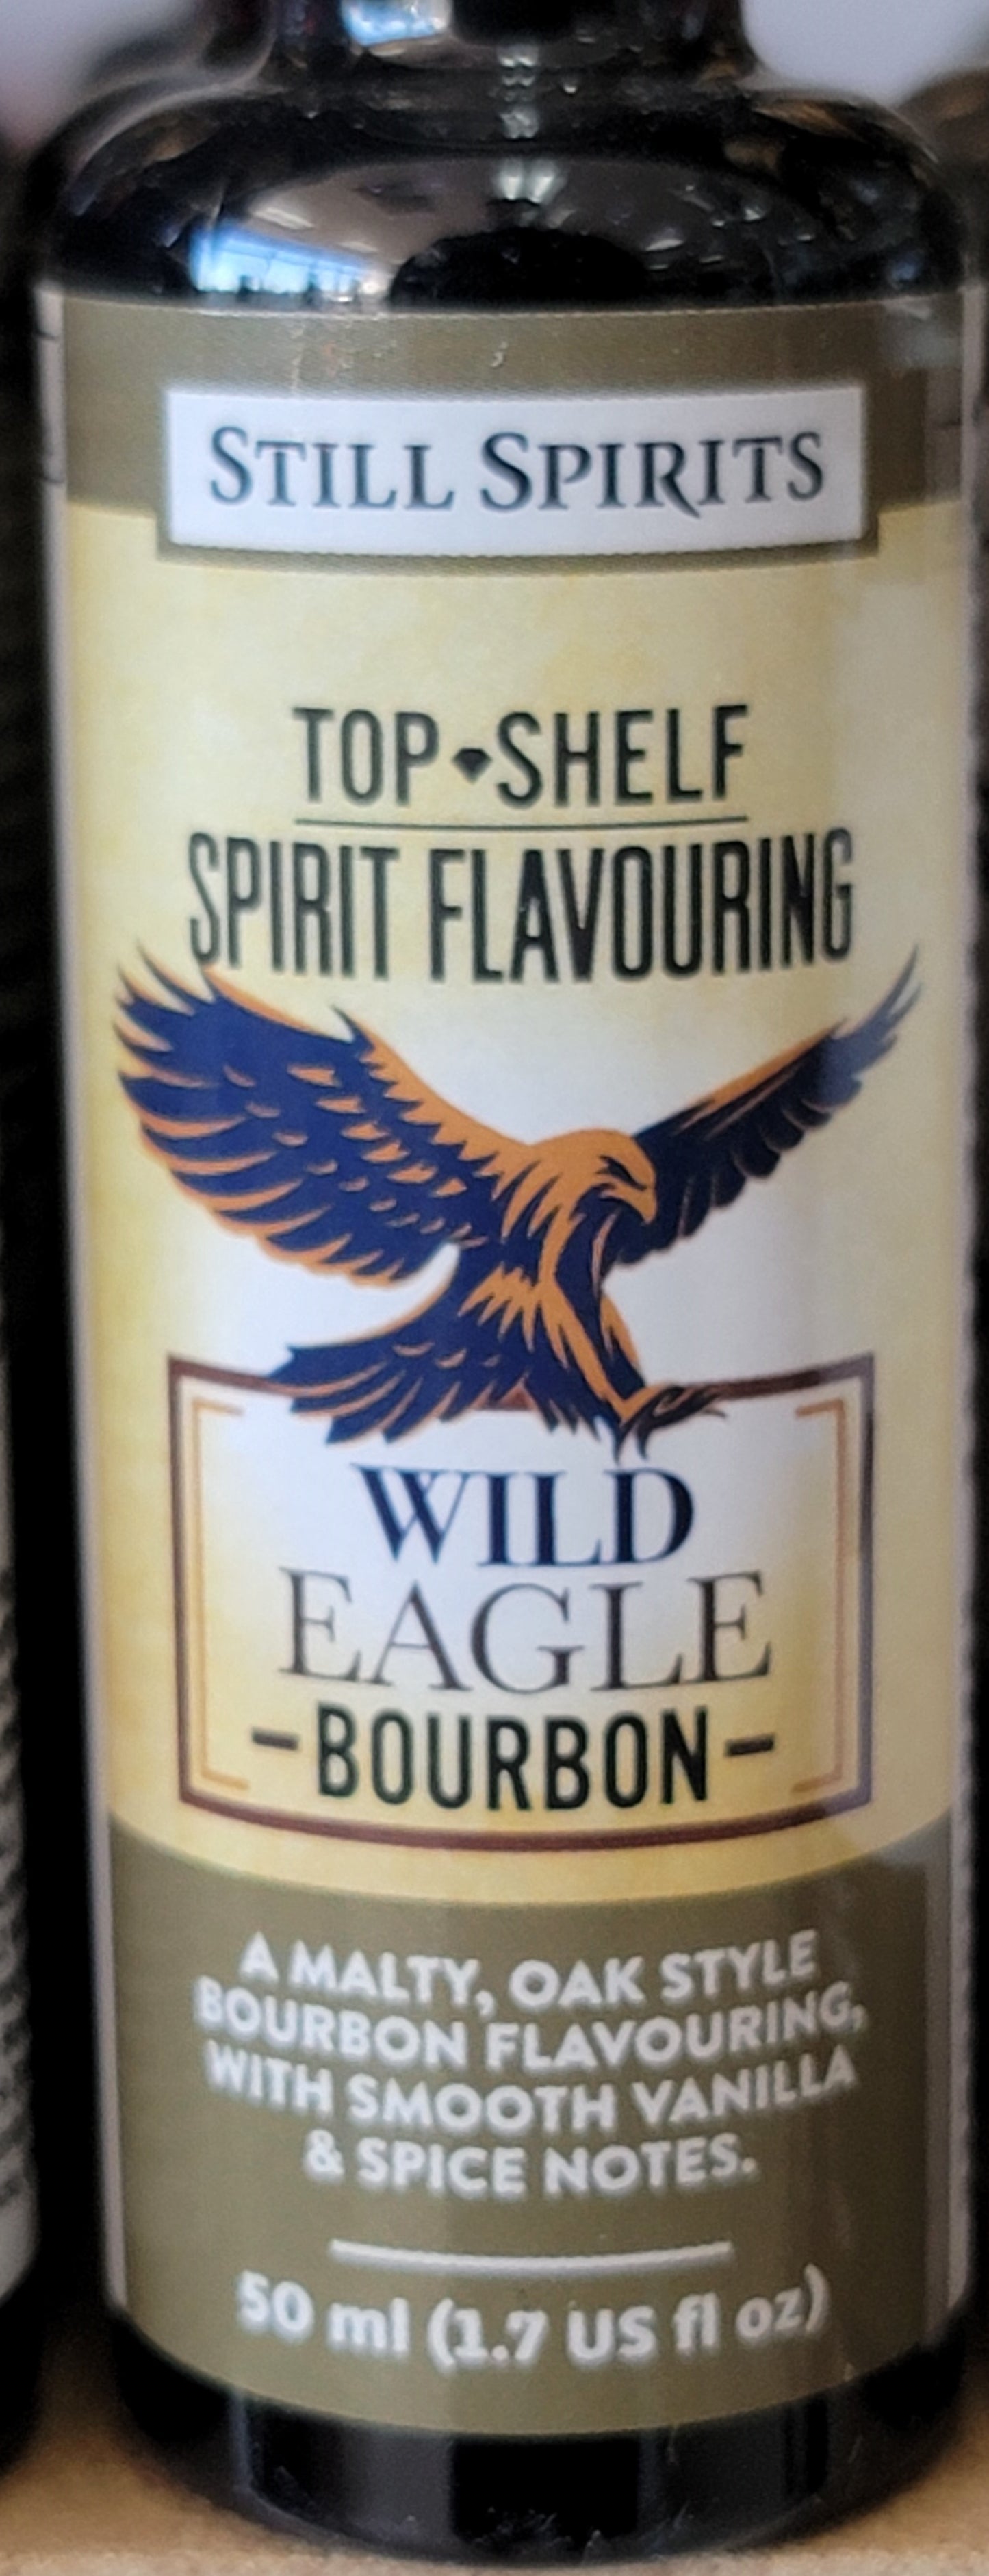 STILL SPIRITS
TOP SHELF
SPIRIT FLAVOURING
WILD
EAGLE
-BOURBON-
A MALTY, OAK STYLE
BOURBON FLAVOURING,
WITH SMOOTH VANILLA
& SPICE NOTES.
50 ml (1.7 US fl oz)